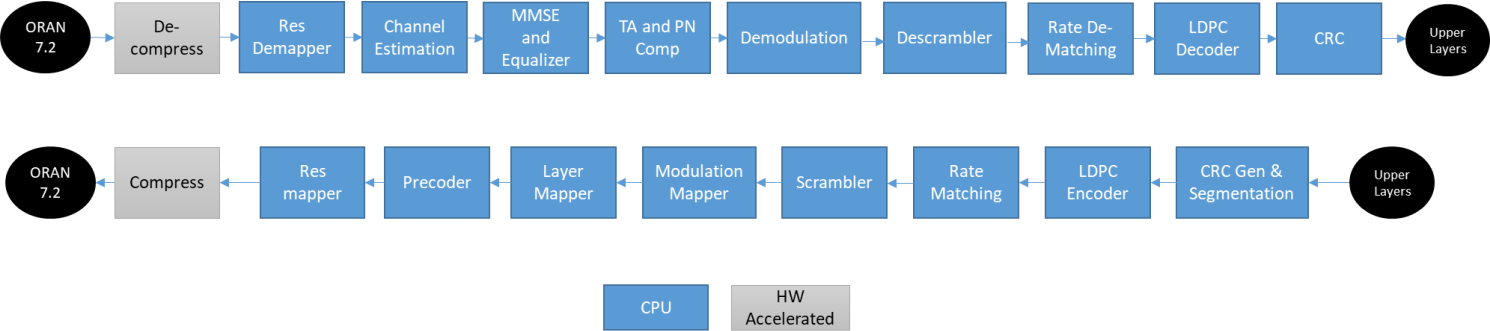 ORAN
7.2
De-
compress
Res
Demapper
Channel
Estimation
MMSE
and
Equalizer
TA and PN
Comp
Demodulation
Descrambler
Rate De-
Matching
LDPC
Decoder
CRC
Upper
Layers
ORAN
7.2
Compress
Res
mapper
Precoder
Layer
Mapper
Modulation
Mapper
Scrambler
Rate
Matching
LDPC
Encoder
CRC Gen &
Segmentation
Upper
Layers
CPU
HW
Accelerated